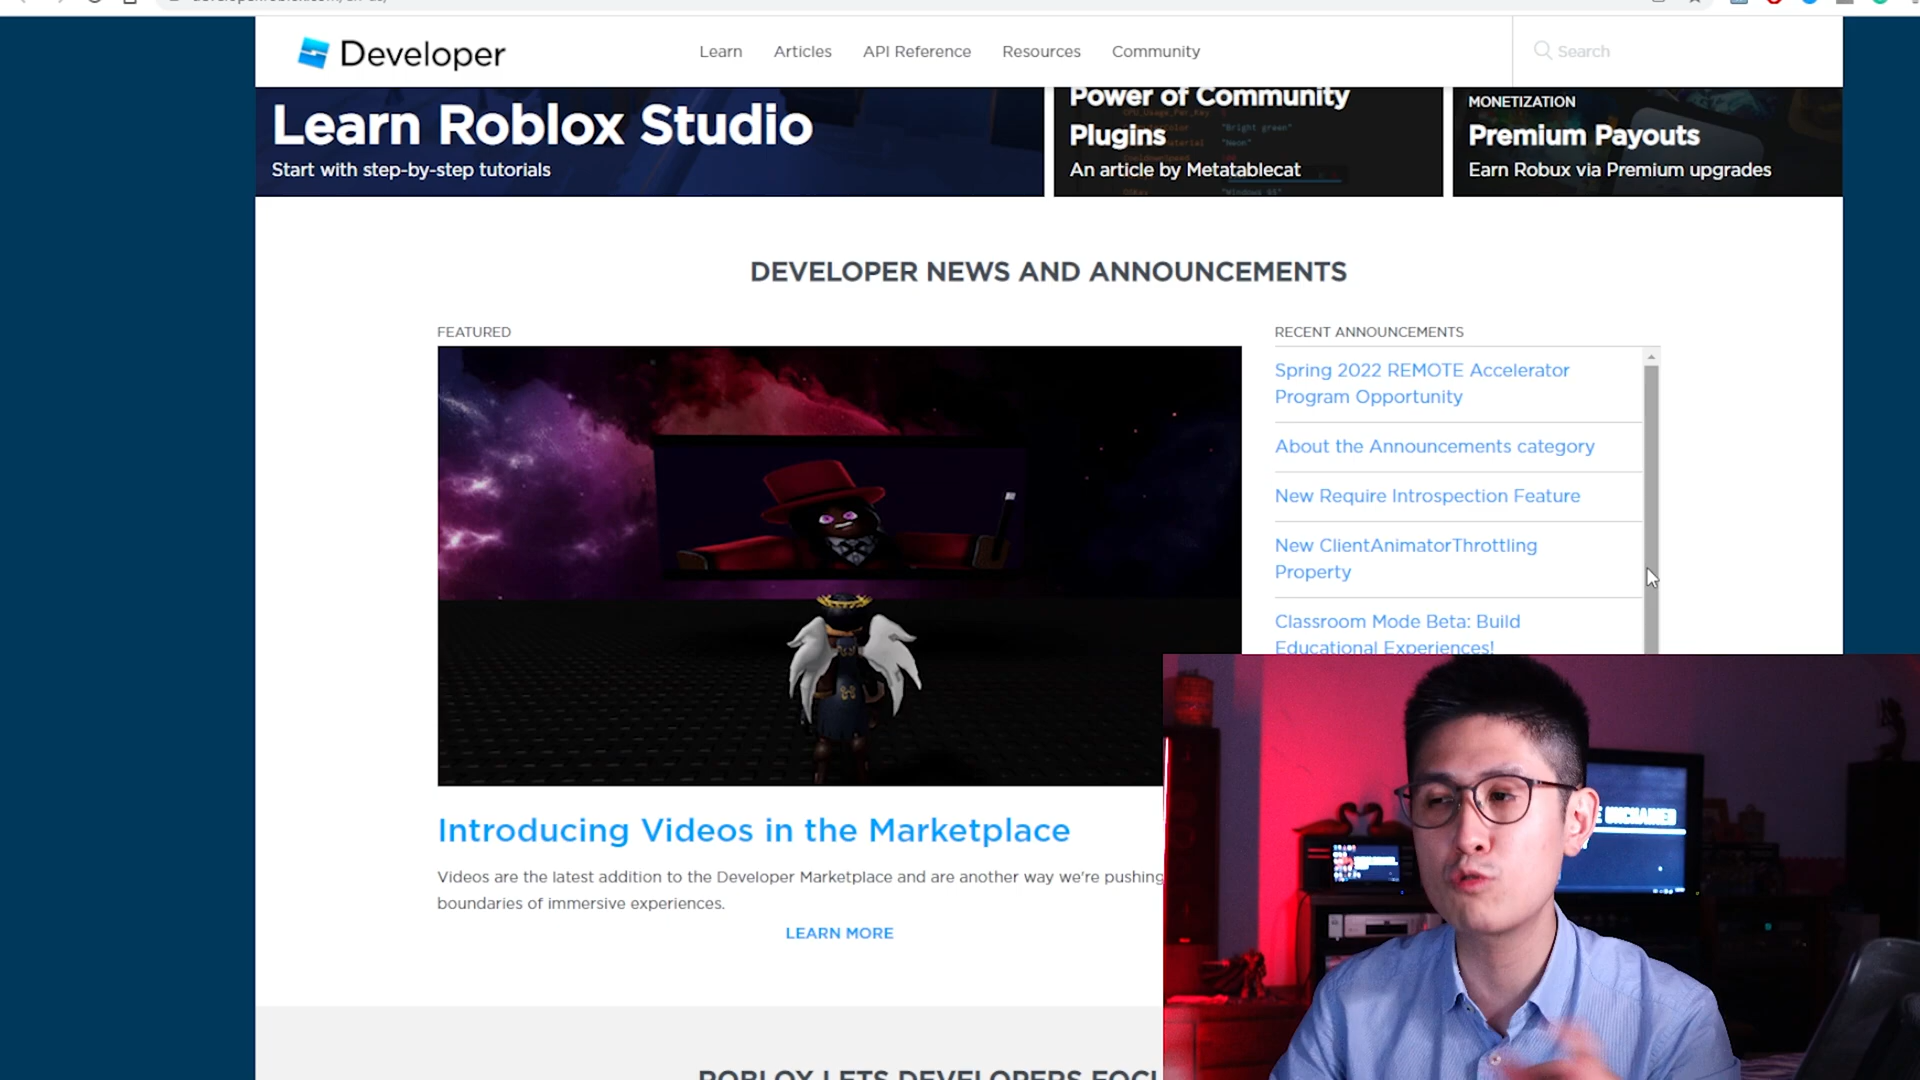 Developer
Learn
Articles
API Reference
Resources
Community
Search
Learn Roblox Studio
Start with step-by-step tutorials
Power of Community
Plugins
An article by Metatablecat
MONETIZATION
Premium Payouts
Earn Robux via Premium upgrades
DEVELOPER NEWS AND ANNOUNCEMENTS
FEATURED
RECENT ANNOUNCEMENTS
Spring 2022 REMOTE Accelerator
Program Opportunity
About the Announcements category
New Require Introspection Feature
New ClientAnimatorThrottling
Property
Classroom Mode Beta: Build
Educational Experiences!
Introducing Videos in the Marketplace
Videos are the latest addition to the Developer Marketplace and are another way we're pushing
boundaries of immersive experiences.
LEARN MORE
ROBLOX LETS DEVELOPERS